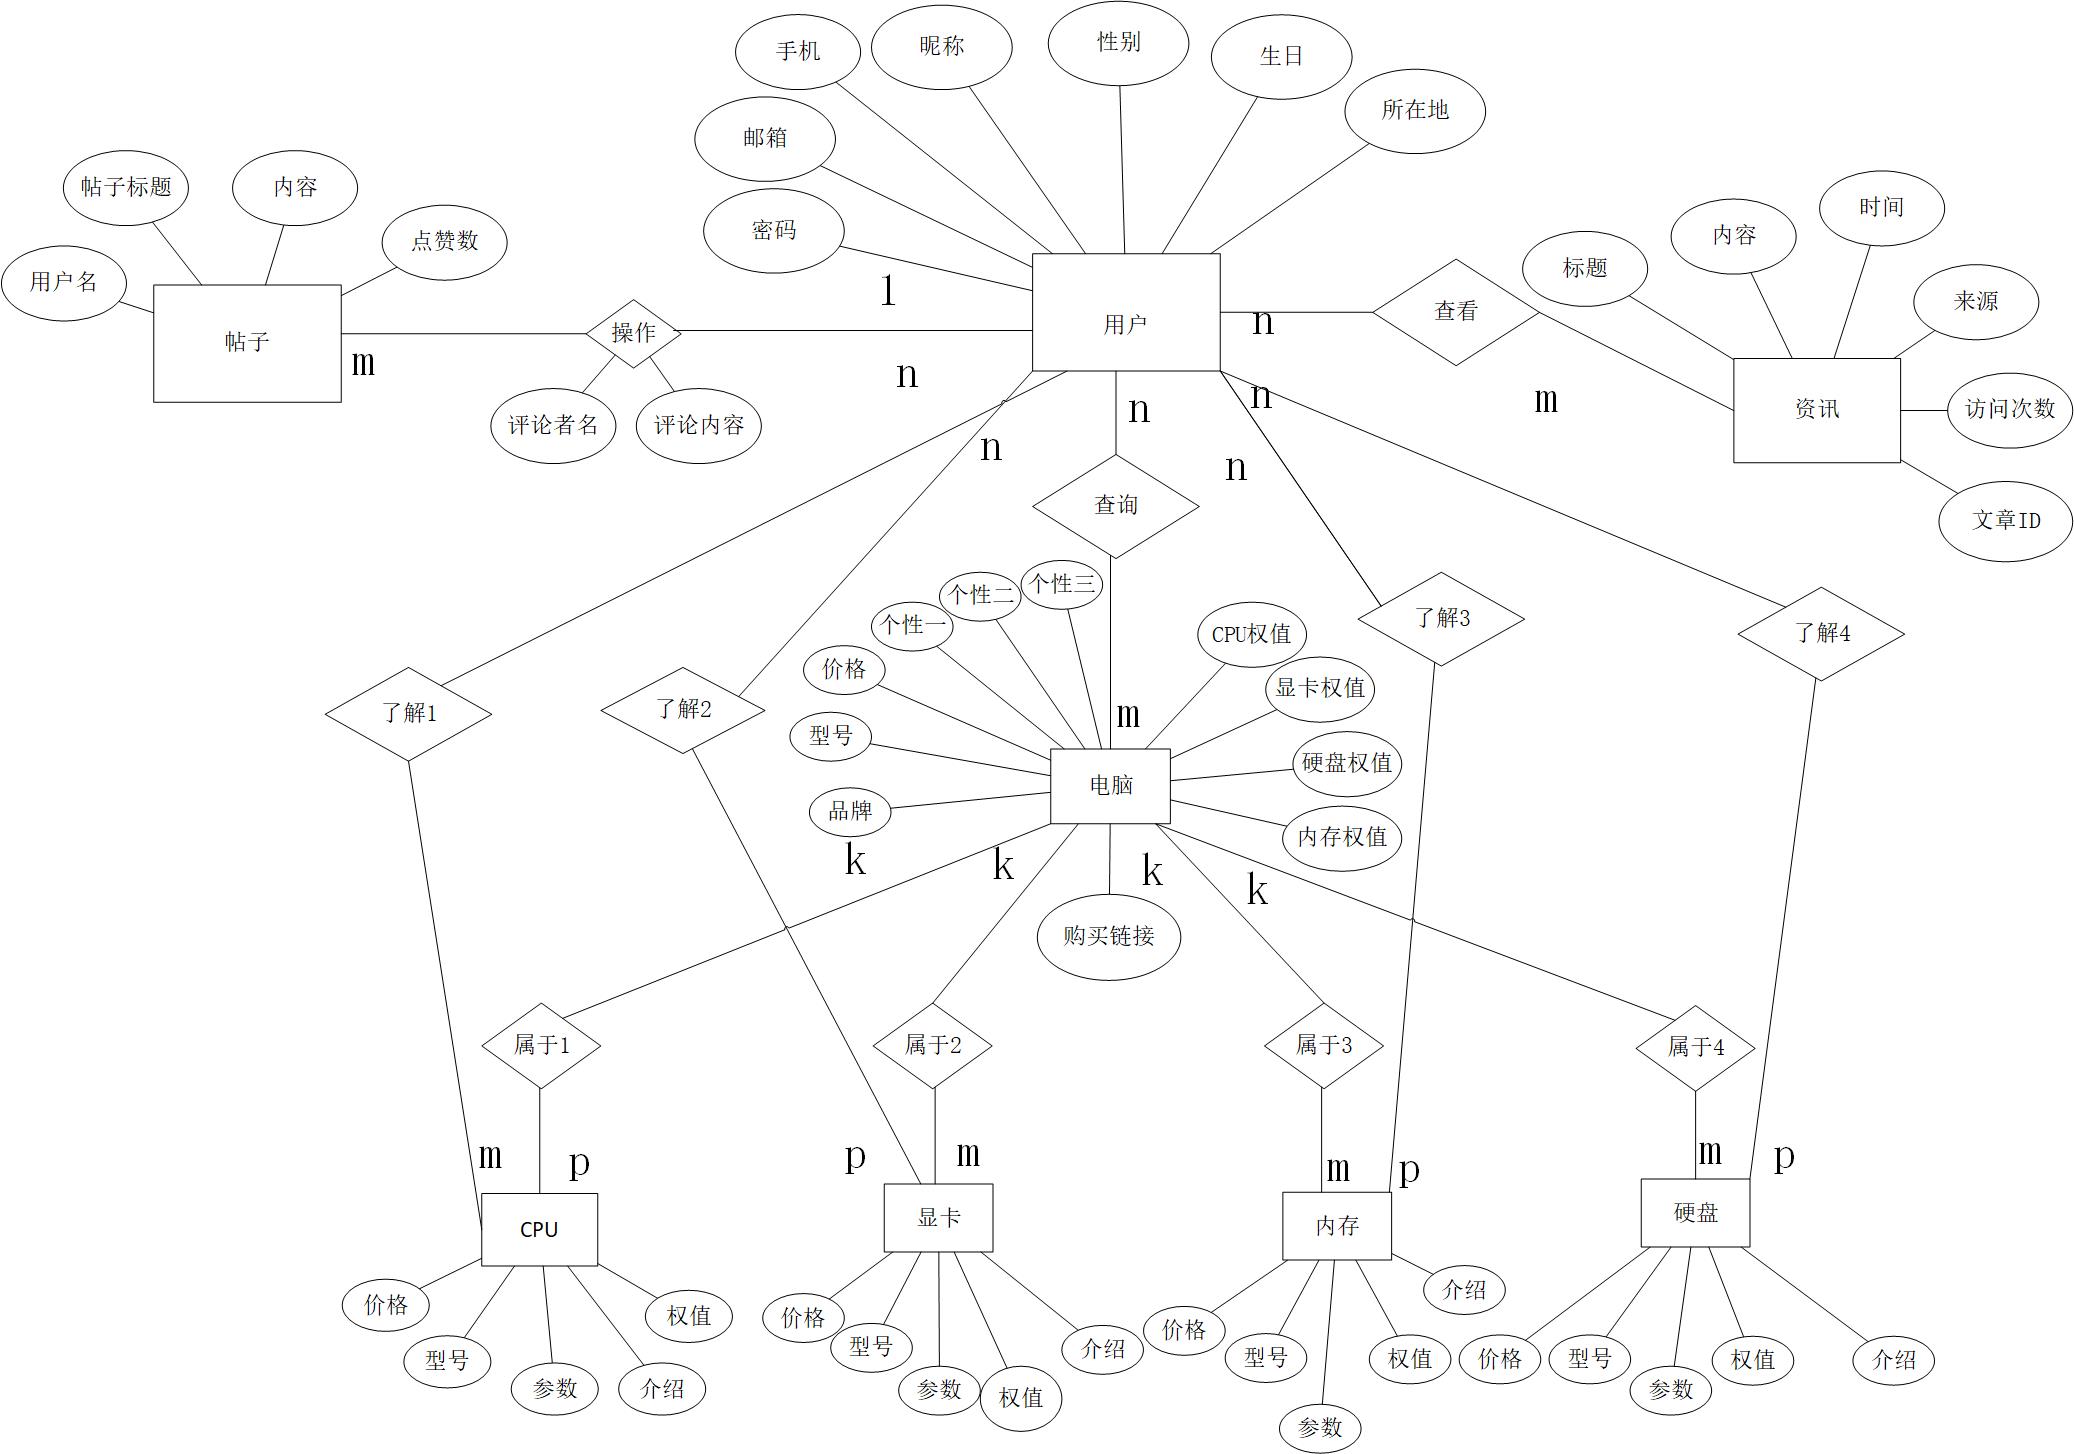 手机
昵称
性别
生日
所在地
邮箱
密码
帖子标题
内容
点赞数
用户名
帖子
m
操作
评论者名
评论内容
1
用户
n
查看
m
标题
内容
时间
来源
访问次数
文章ID
资讯
n
n
n
n
n
查询
了解1
了解2
了解3
了解4
个性一
个性二
个性三
价格
型号
品牌
m
CPU权值
显卡权值
硬盘权值
内存权值
电脑
购买链接
k
k
k
k
属于1
属于2
属于3
属于4
m
p
p
m
m
p
m
p
CPU
显卡
内存
硬盘
价格
型号
参数
介绍
权值
价格
型号
参数
权值
介绍
价格
型号
参数
权值
介绍
价格
型号
参数
权值
介绍